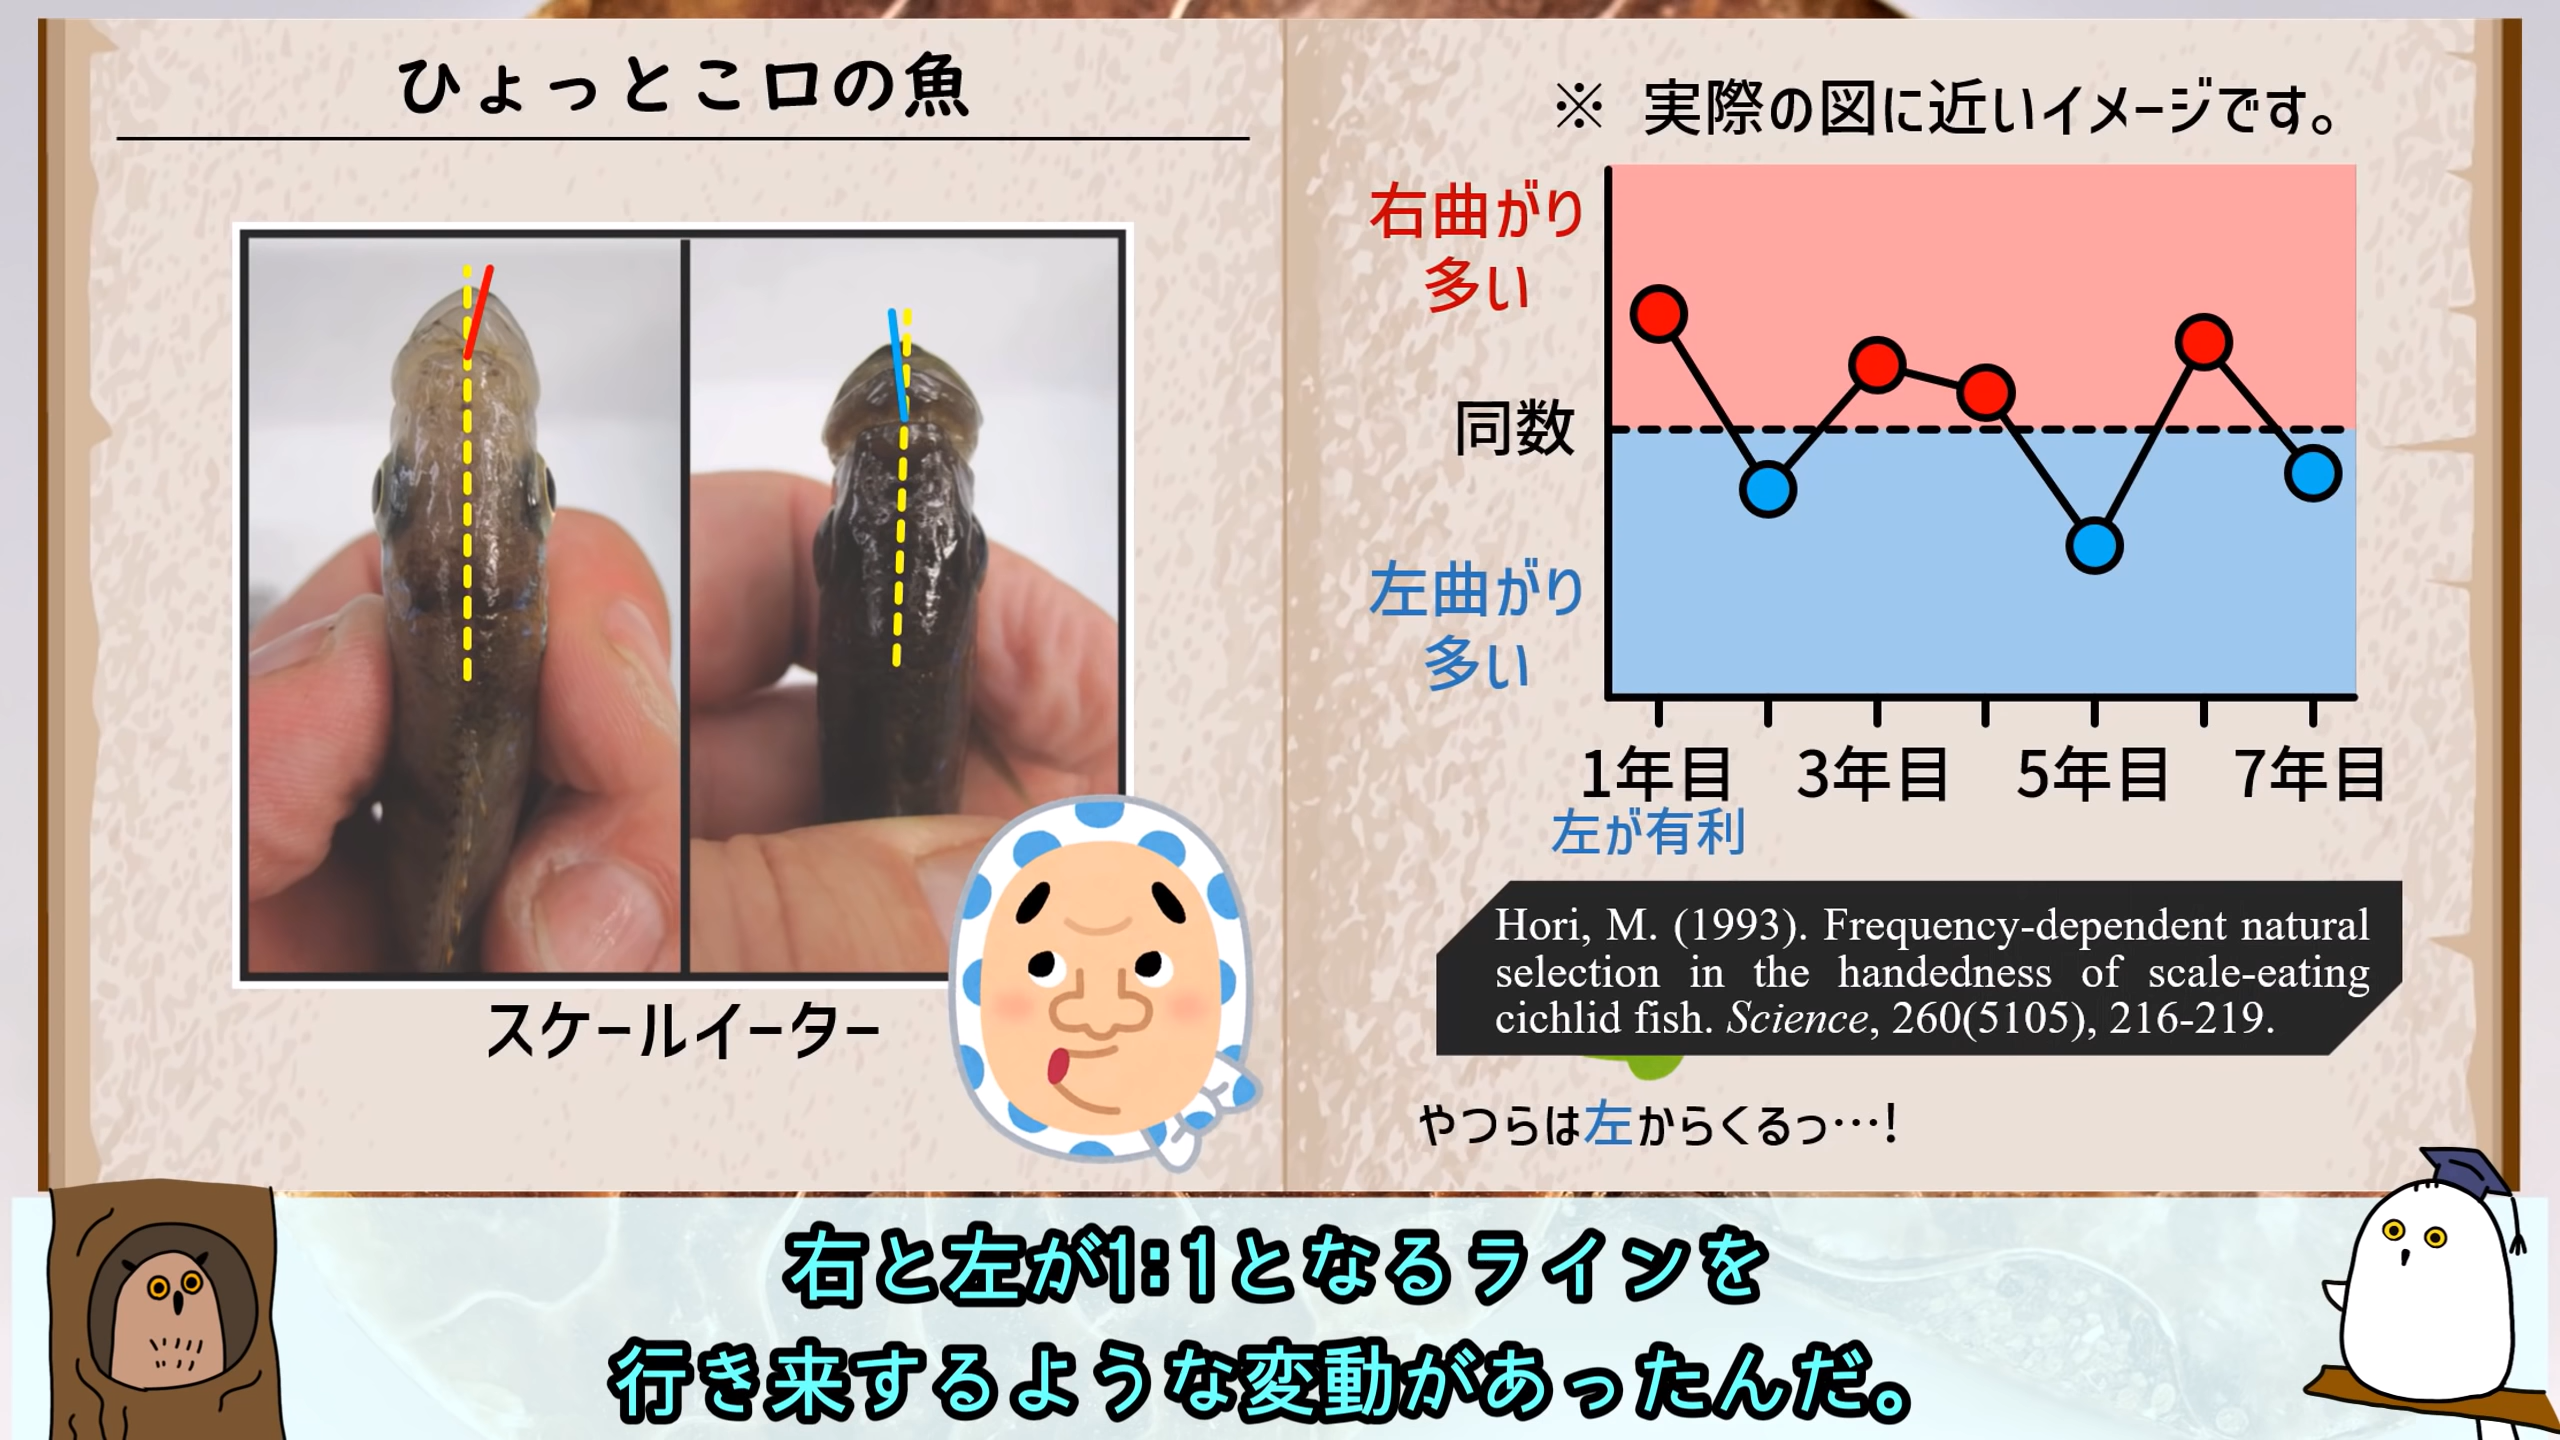 ひょっとこ口の魚
スケールイーター
※ 実際の図に近いイメージです。
右曲がり
多い
同数
左曲がり
多い
1年目 3年目 5年目 7年目
左が有利
Hori, M. (1993). Frequency-dependent natural
selection in the handedness of scale-eating
cichlid fish. Science, 260(5105), 216-219.
やつらは左からくるっ…!
右と左が1:1となるラインを
行き来するような変動があったんだ。